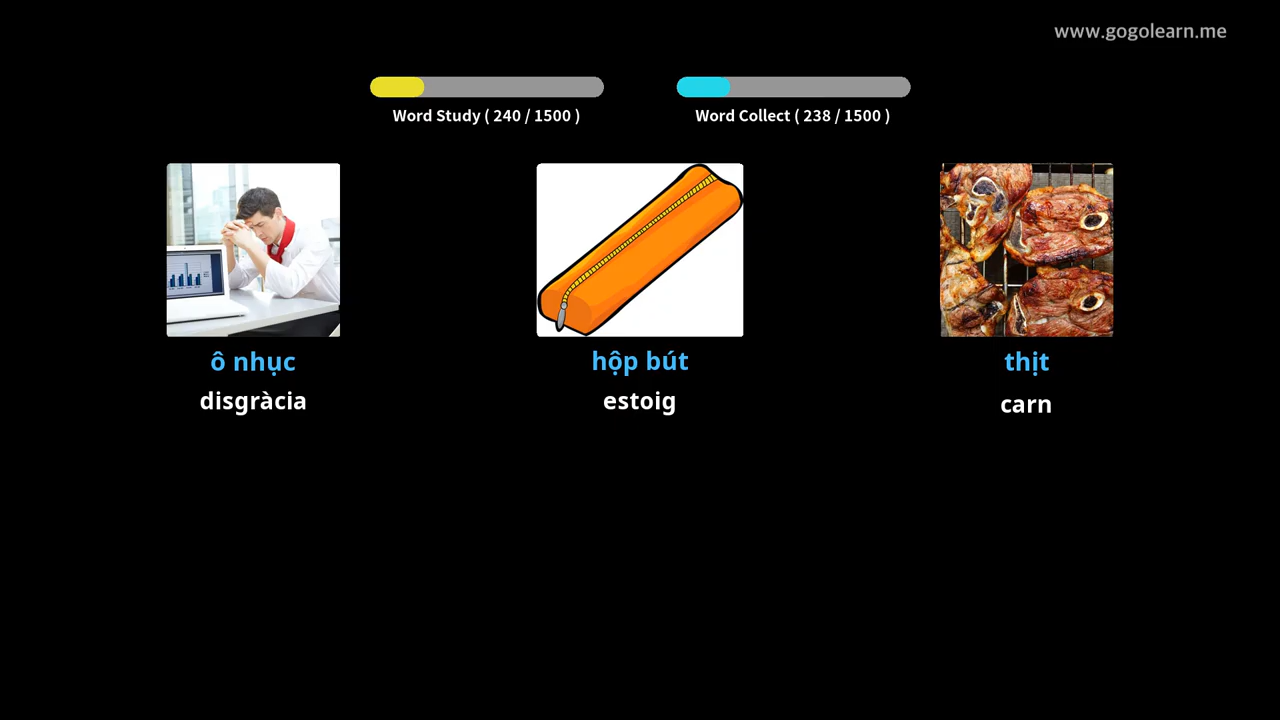 www.gogolearn.me
Word Study ( 240 / 1500 )
Word Collect ( 238 / 1500 )
ô nhục
hộp bút
thịt
disgràcia
estoig
carn